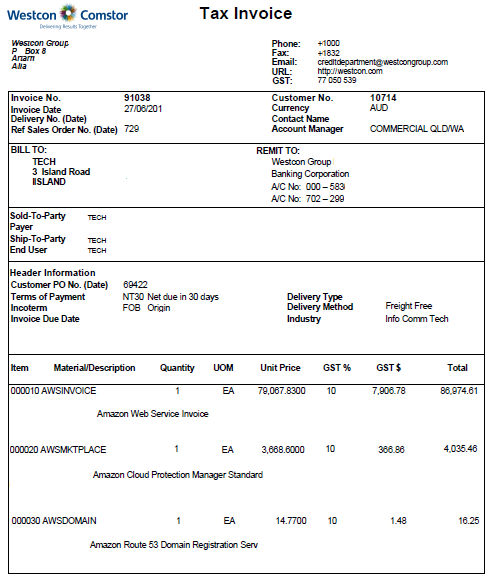 Westcon Comstor
Delivering Results Together
Tax Invoice
Westcon Group
P Box 8
Artarm
Alia
Phone: +1000
Fax: +1832
Email: creditdepartment@westcongroup.com
URL: http://westcon.com
GST: 77 050 539
Invoice No. 91038 Customer No. 10714
Invoice Date 27/06/201 Currency AUD
Delivery No. (Date) Contact Name
Ref Sales Order No. (Date) 729 Account Manager COMMERCIAL QLD/WA
BILL TO: REMIT TO:
TECH Westcon Group
3 Island Road Banking Corporation
IISLAND A/C No: 000 – 583
A/C No: 702 – 299
Sold-To-Party TECH
Payer
Ship-To-Party TECH
End User TECH
Header Information
Customer PO No. (Date) 69422
Terms of Payment NT30 Net due in 30 days Delivery Type
Incoterm FOB Origin Delivery Method Freight Free
Invoice Due Date Industry Info Comm Tech
Item Material/Description Quantity UOM Unit Price GST % GST $ Total
000010 AWSINVOICE 1 EA 79,067.8300 10 7,906.78 86,974.61
Amazon Web Service Invoice
000020 AWSMKTPLACE 1 EA 3,668.6000 10 366.86 4,035.46
Amazon Cloud Protection Manager Standard
000030 AWSDOMAIN 1 EA 14.7700 10 1.48 16.25
Amazon Route 53 Domain Registration Serv